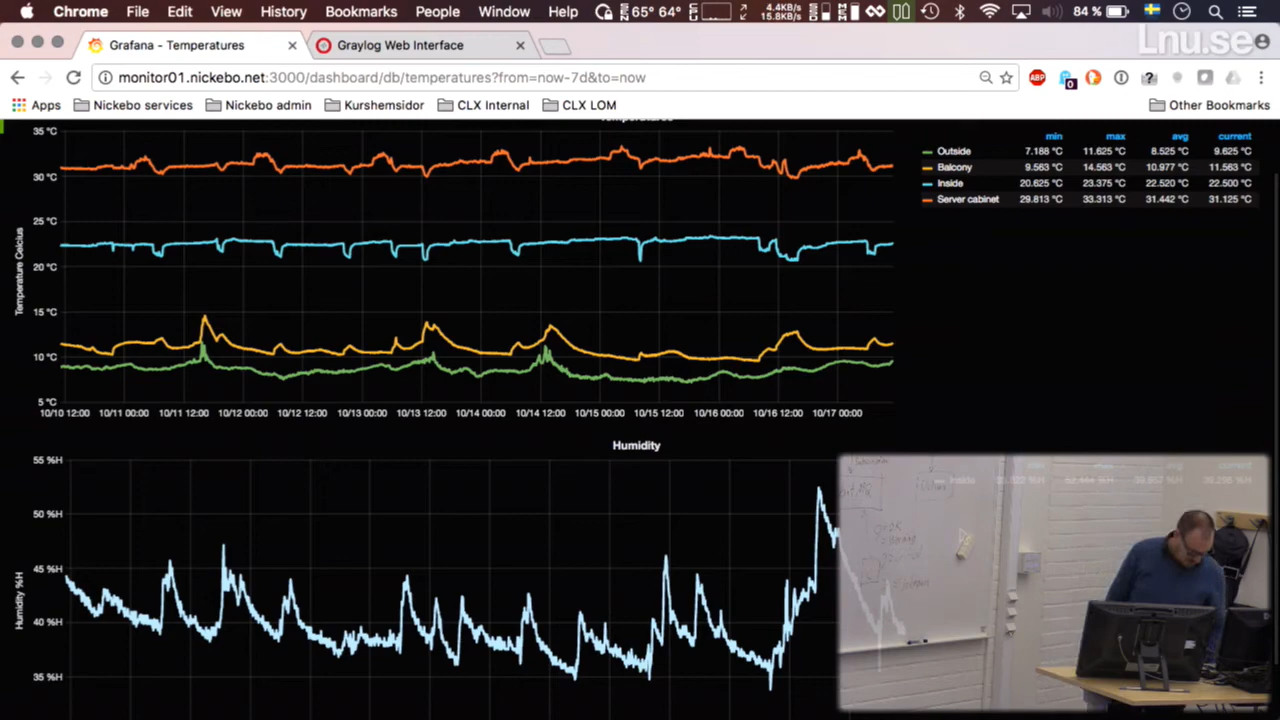 Chrome File Edit View History Bookmarks People Window Help 65° 64° 4.4KB/s 15.8KB/s 84 %
Lnu.se
Grafana - Temperatures Graylog Web Interface
monitor01.nickebo.net:3000/dashboard/db/temperatures?from=now-7d&to=now
Apps Nickebo services Nickebo admin Kurshemsidor CLX Internal CLX LOM Other Bookmarks
Temperatures
min max avg current
Outside 7.188 °C 11.625 °C 8.525 °C 9.625 °C
Balcony 9.563 °C 14.563 °C 10.977 °C 11.563 °C
Inside 20.625 °C 23.375 °C 22.520 °C 22.500 °C
Server cabinet 29.813 °C 33.313 °C 31.442 °C 31.125 °C
Temperature Celcius
35 °C
30 °C
25 °C
20 °C
15 °C
10 °C
5 °C
10/10 12:00 10/11 00:00 10/11 12:00 10/12 00:00 10/12 12:00 10/13 00:00 10/13 12:00 10/14 00:00 10/14 12:00 10/15 00:00 10/15 12:00 10/16 00:00 10/16 12:00 10/17 00:00
Humidity
min max avg current
Inside
Humidity %H
55 %H
50 %H
45 %H
40 %H
35 %H